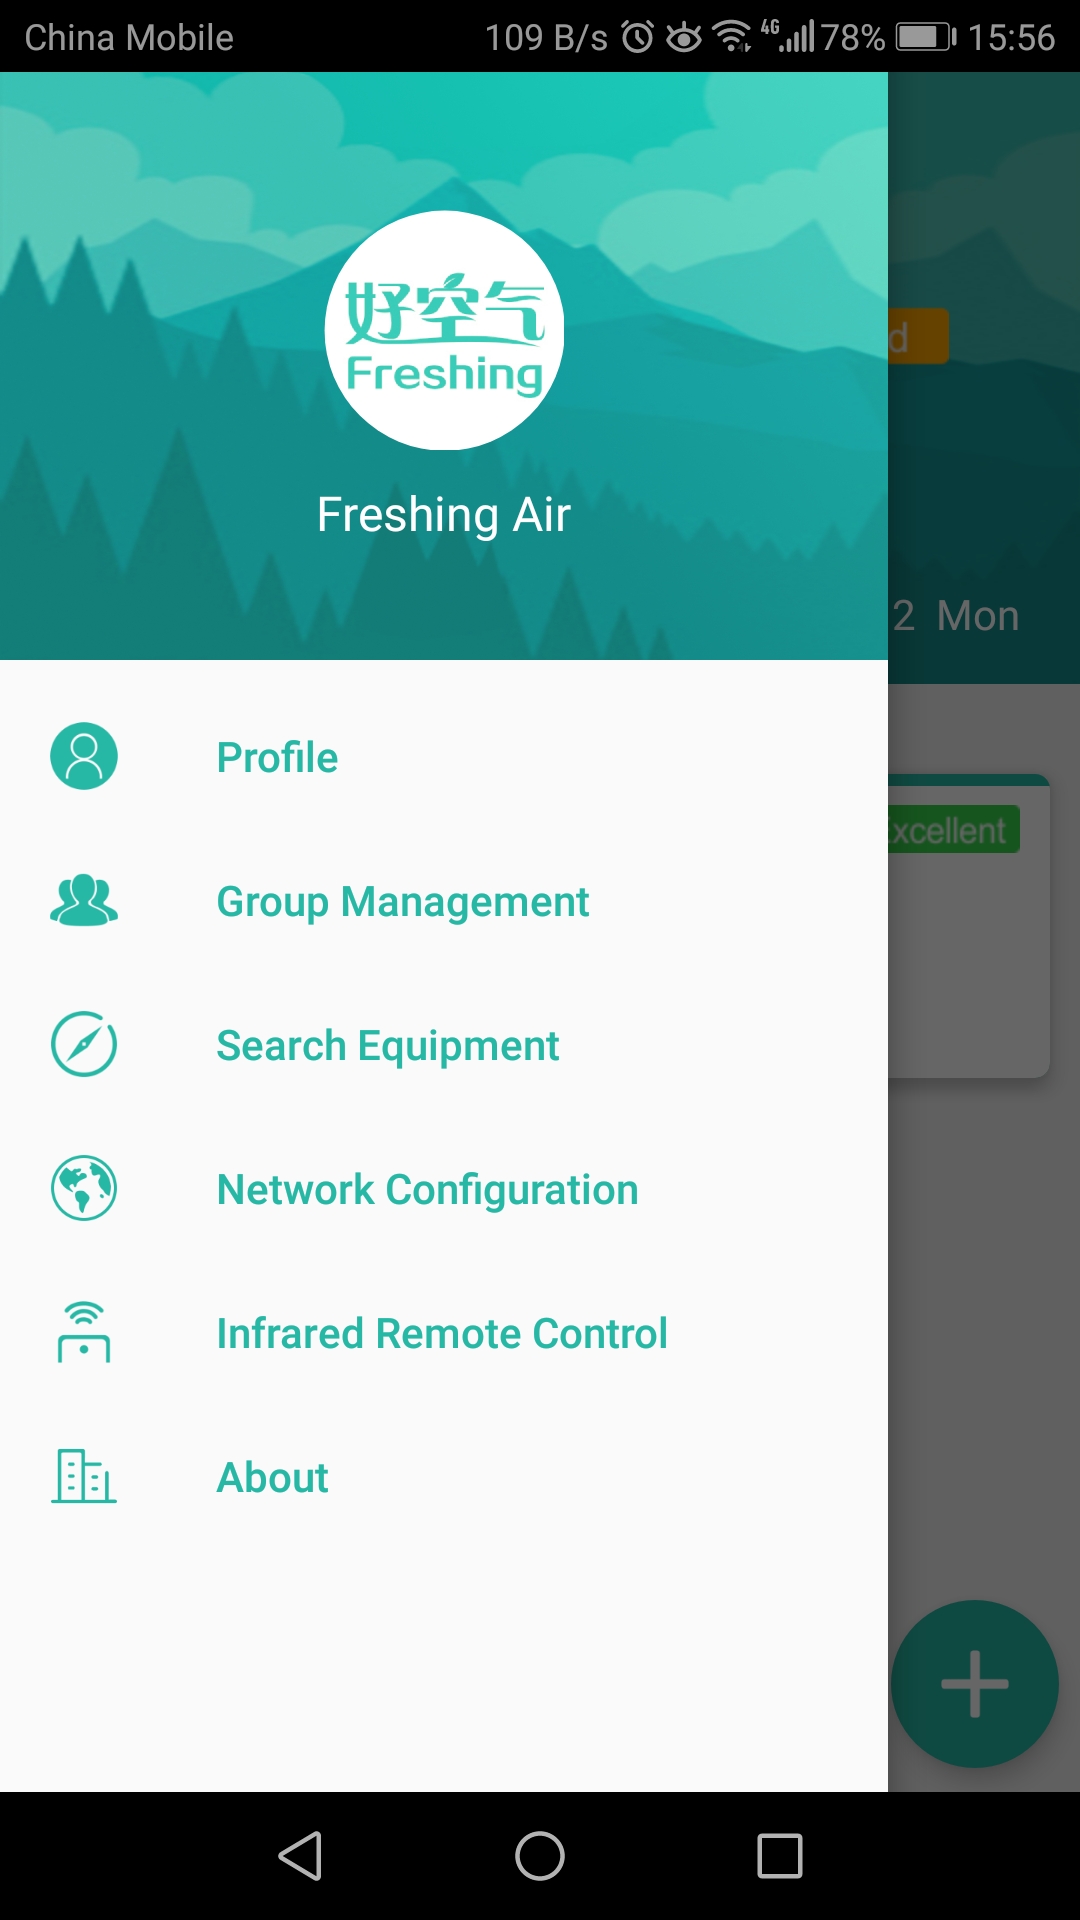 China Mobile 109 B/s 4G 78% 15:56
好空气
Freshing
Freshing Air
d
2 Mon
Profile
Group Management
Excellent
Search Equipment
Network Configuration
Infrared Remote Control
About